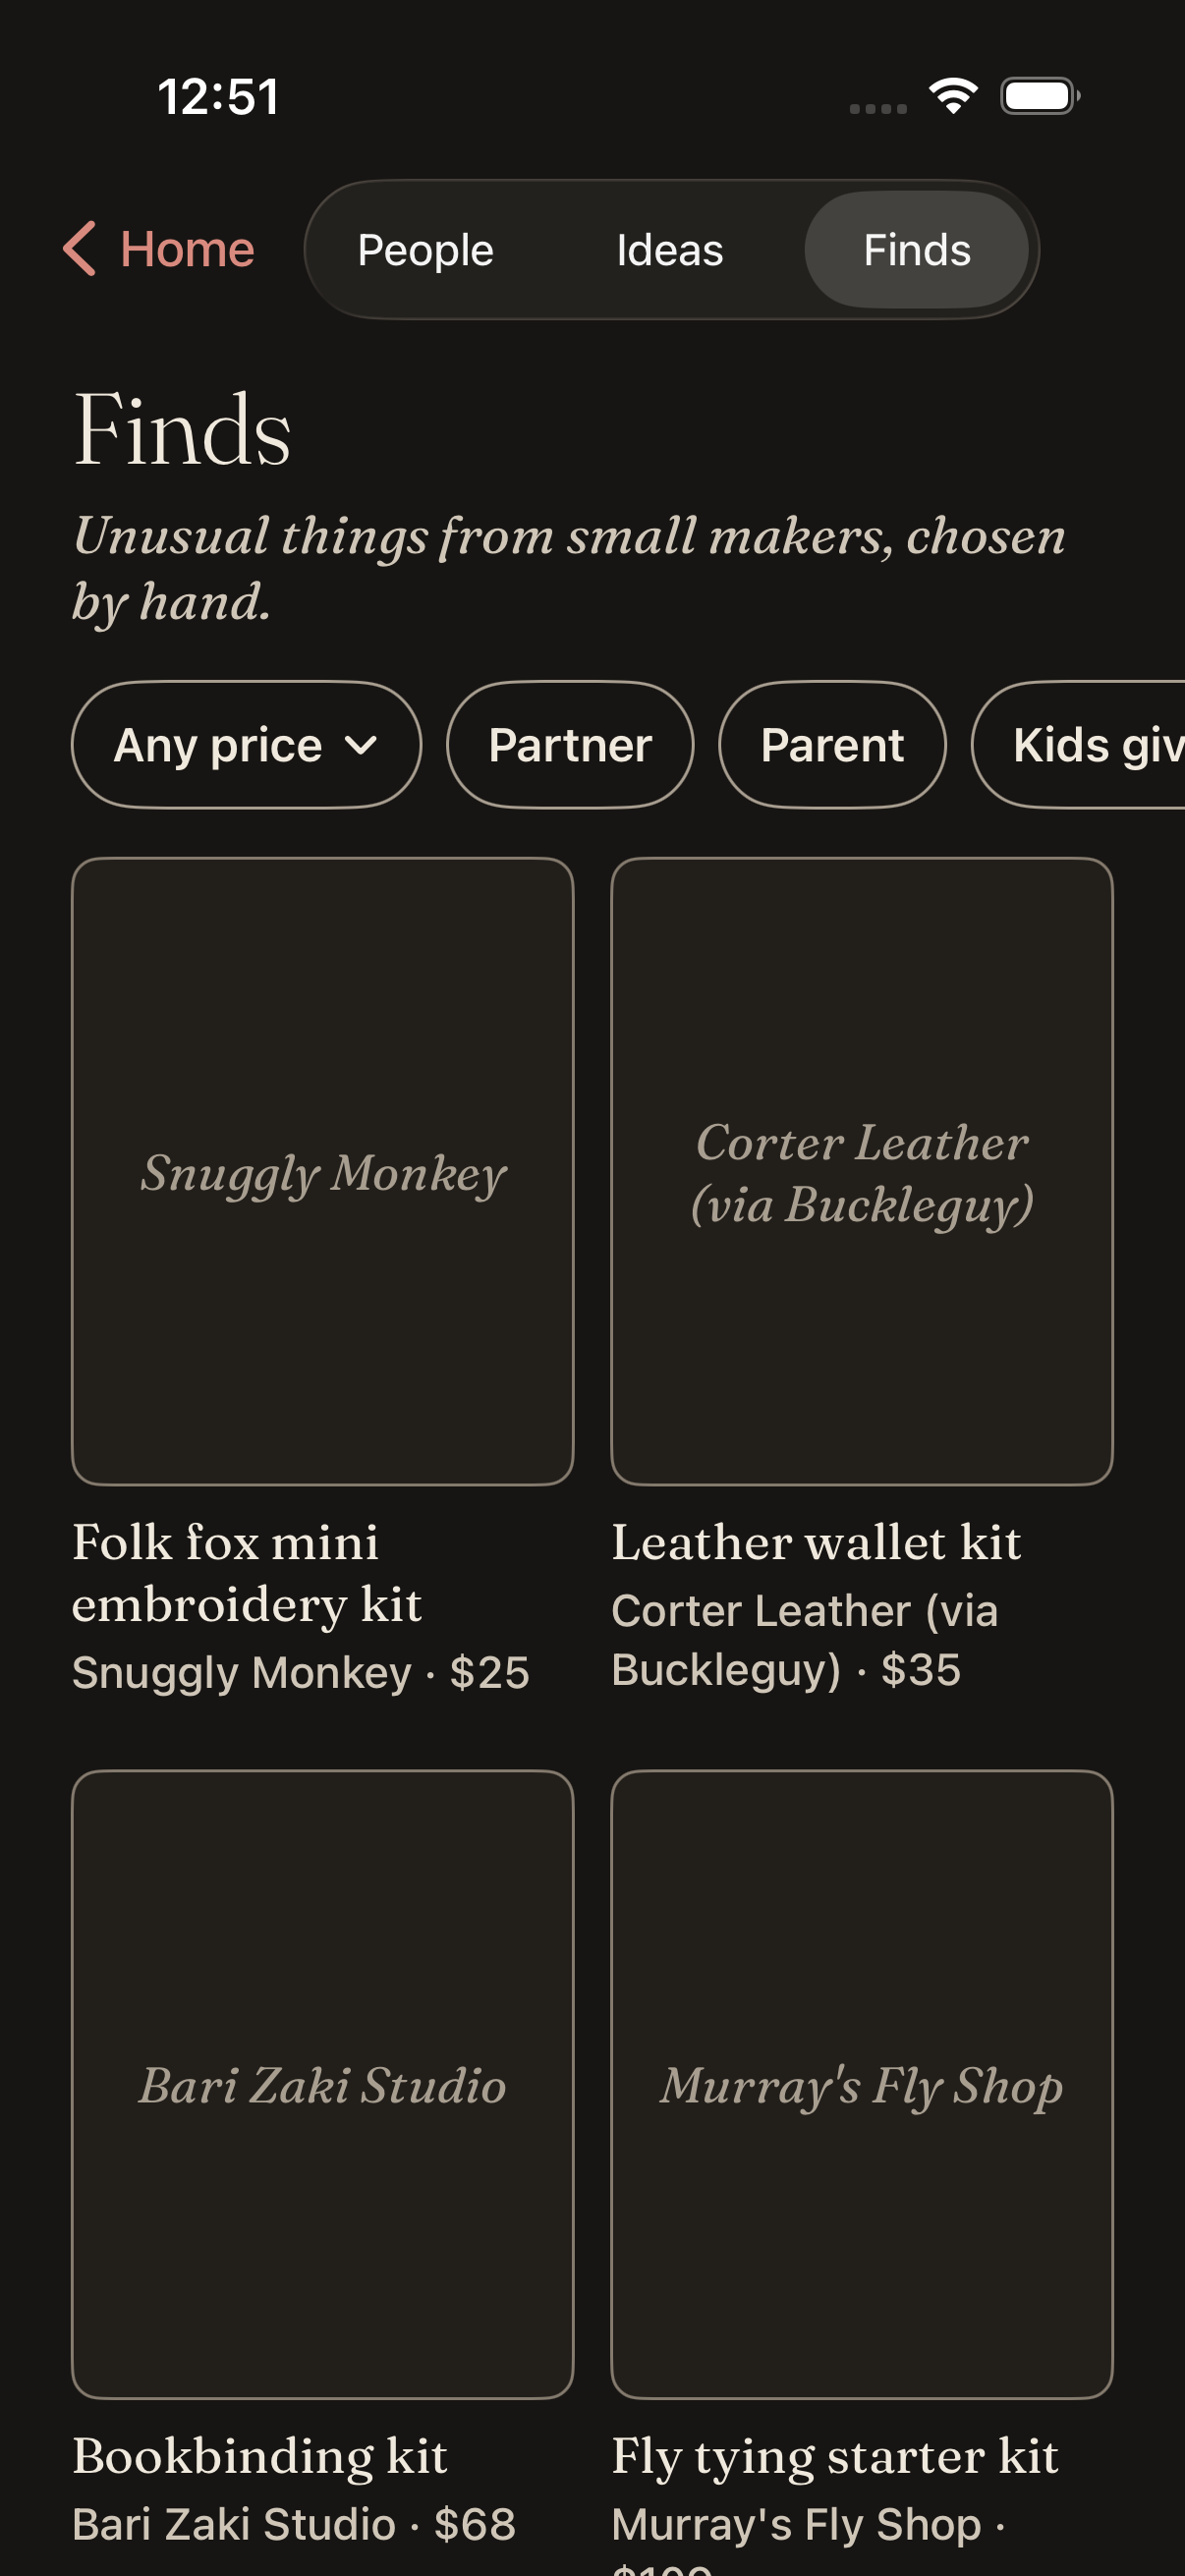 12:51
Home
People
Ideas
Finds
Finds
Unusual things from small makers, chosen
by hand.
Any price
Partner
Parent
Kids giv
Snuggly Monkey
Corter Leather
(via Buckleguy)
Folk fox mini
embroidery kit
Snuggly Monkey · $25
Leather wallet kit
Corter Leather (via
Buckleguy) · $35
Bari Zaki Studio
Murray's Fly Shop
Bookbinding kit
Bari Zaki Studio · $68
Fly tying starter kit
Murray's Fly Shop ·